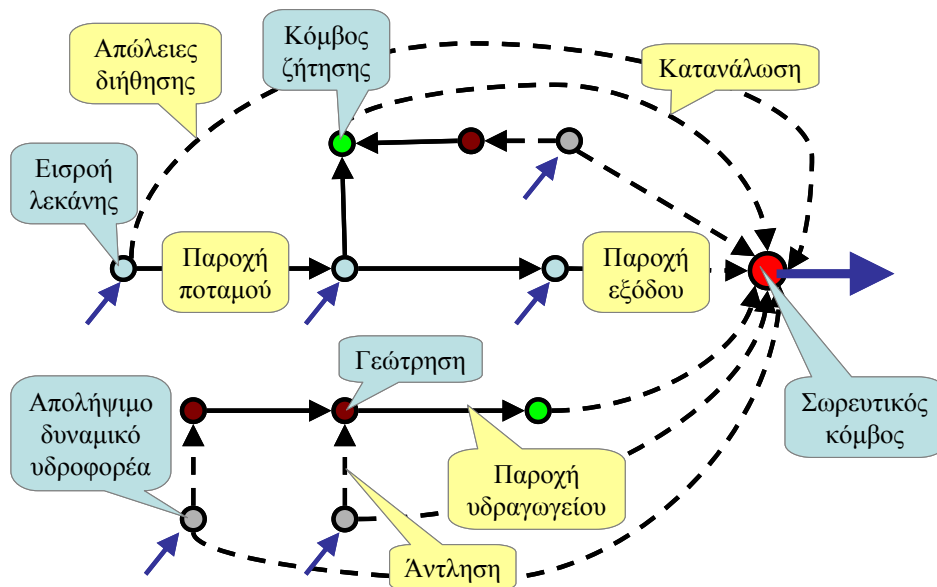 Απώλειες
διήθησης
Κόμβος
ζήτησης
Κατανάλωση
Εισροή
λεκάνης
Παροχή
ποταμού
Παροχή
εξόδου
Γεώτρηση
Απολήψιμο
δυναμικό
υδροφορέα
Σωρευτικός
κόμβος
Παροχή
υδραγωγείου
Άντληση